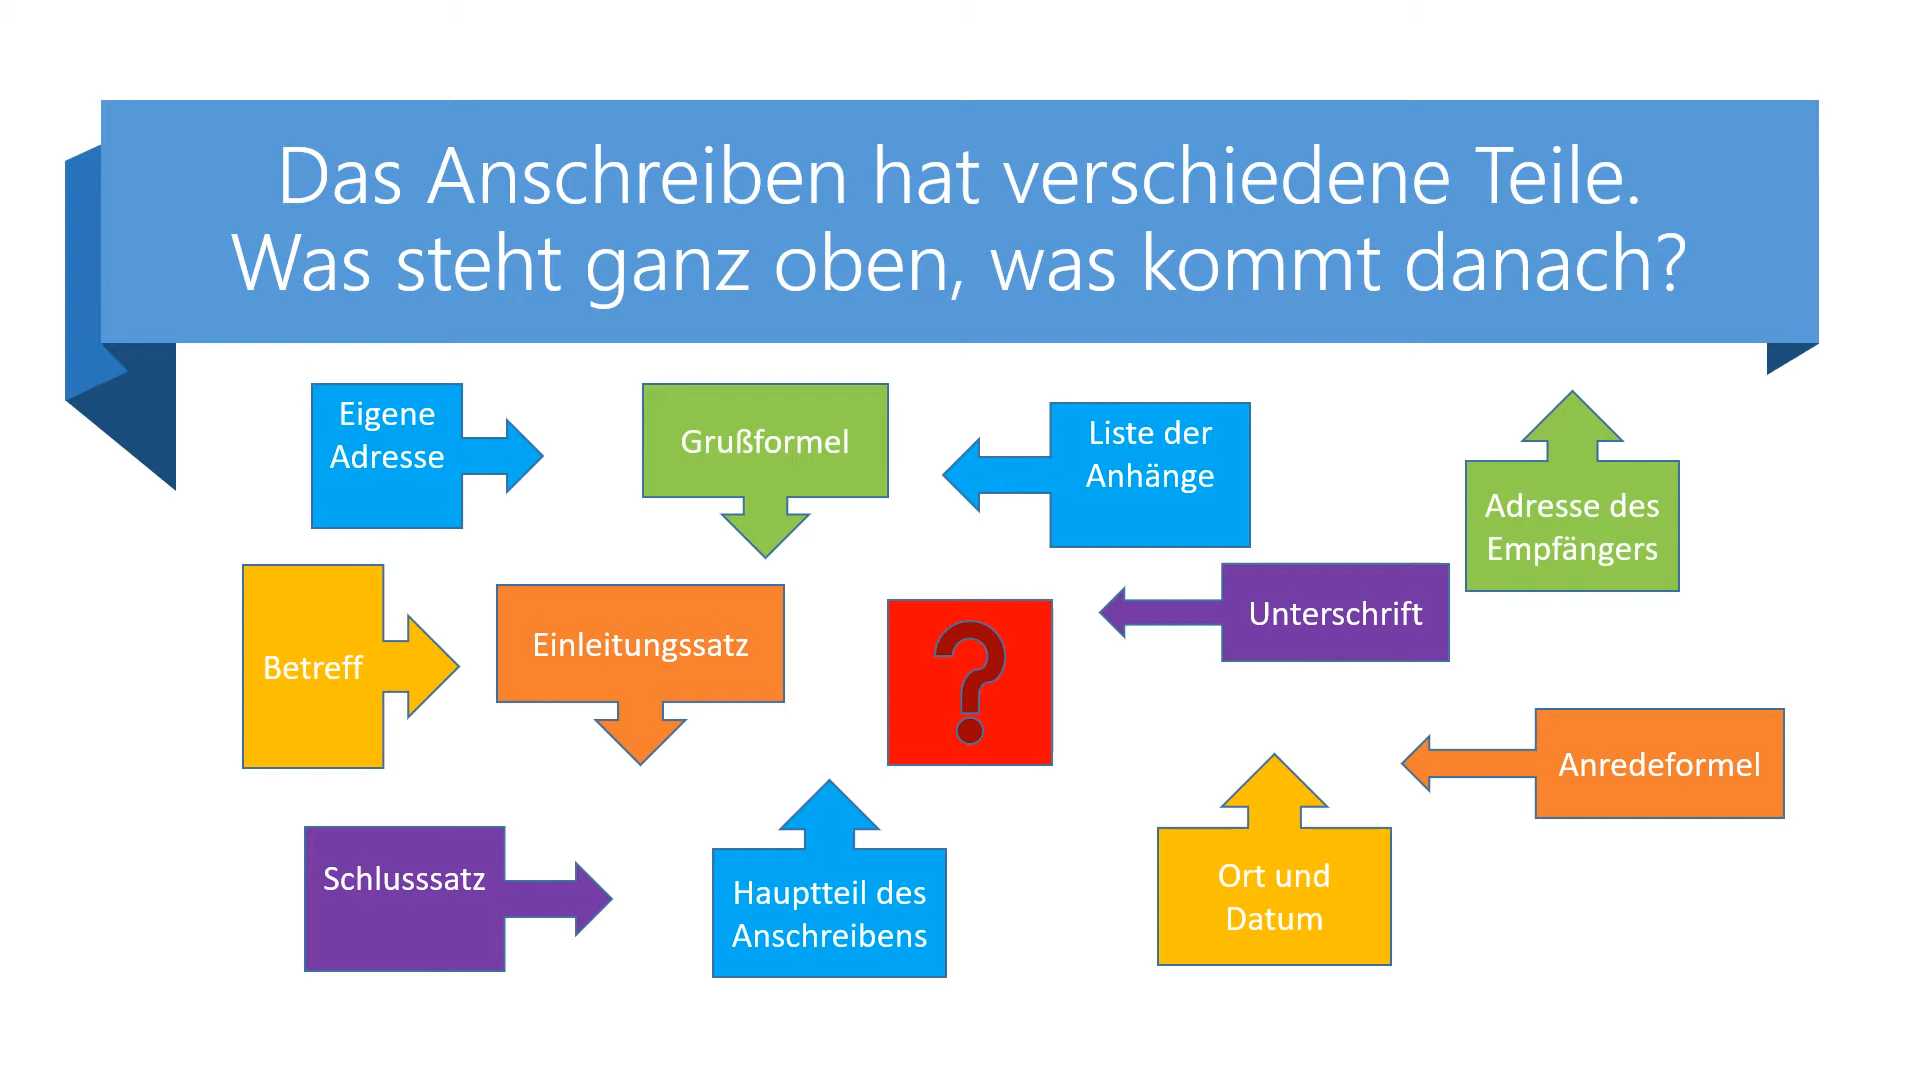 Das Anschreiben hat verschiedene Teile.
Was steht ganz oben, was kommt danach?
Eigene
Adresse
Grußformel
Liste der
Anhänge
Adresse des
Empfängers
Betreff
Einleitungssatz
?
Unterschrift
Anredeformel
Schlusssatz
Hauptteil des
Anschreibens
Ort und
Datum